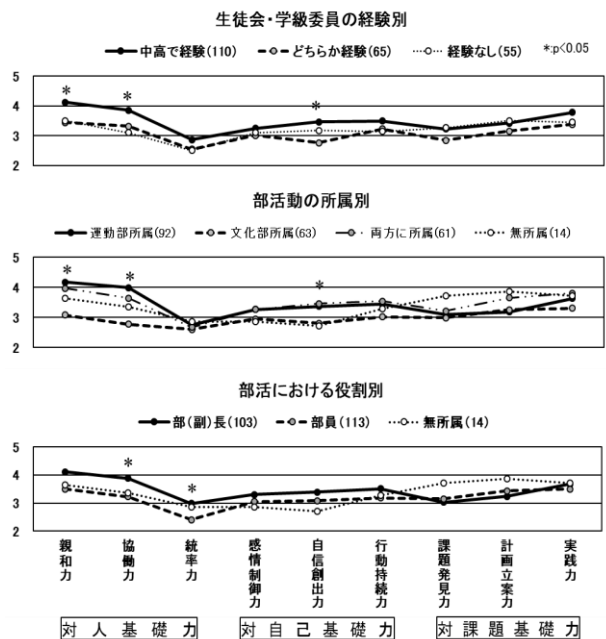 生徒会・学級委員の経験別
中高で経験(110) どちらか経験(65) 経験なし(55) *:p<0.05
5
4
3
2
* * *
部活動の所属別
運動部所属(92) 文化部所属(63) 両方に所属(61) 無所属(14)
5
4
3
2
* * *
部活における役割別
部(副)長(103) 部員(113) 無所属(14)
5
4
3
2
* *
親和力
協働力
統率力
感情制御力
自信創出力
行動持続力
課題発見力
計画立案力
実践力
対人基礎力 対自己基礎力 対課題基礎力